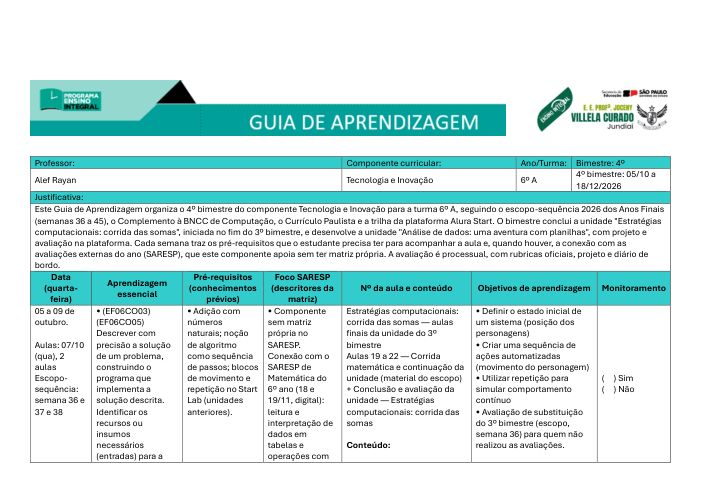 PROGRAMA
ENSINO
INTEGRAL
GUIA DE APRENDIZAGEM
ENSINO INTEGRAL
Secretaria da
Educação
SÃO PAULO
E. E. PROFª. JOCENY
VILLELA CURADO
Jundiaí
Professor:
Componente curricular:
Ano/Turma:
Bimestre: 4º
Alef Rayan
Tecnologia e Inovação
6º A
4º bimestre: 05/10 a
18/12/2026
Justificativa:
Este Guia de Aprendizagem organiza o 4º bimestre do componente Tecnologia e Inovação para a turma 6º A, seguindo o escopo-sequência 2026 dos Anos Finais
(semanas 36 a 45), o Complemento à BNCC de Computação, o Currículo Paulista e a trilha da plataforma Alura Start. O bimestre conclui a unidade "Estratégias
computacionais: corrida das somas", iniciada no fim do 3º bimestre, e desenvolve a unidade "Análise de dados: uma aventura com planilhas", com projeto e
avaliação na plataforma. Cada semana traz os pré-requisitos que o estudante precisa ter para acompanhar a aula e, quando houver, a conexão com as
avaliações externas do ano (SARESP), que este componente apoia sem ter matriz própria. A avaliação é processual, com rubricas oficiais, projeto e diário de
bordo.
Data
(quarta-
feira)
Aprendizagem
essencial
Pré-requisitos
(conhecimentos
prévios)
Foco SARESP
(descritores da
matriz)
Nº da aula e conteúdo
Objetivos de aprendizagem
Monitoramento
05 a 09 de
outubro.
Aulas: 07/10
(qua), 2
aulas
Escopo-
sequência:
semana 36 e
37 e 38
• (EF06CO03)
(EF06CO05)
Descrever com
precisão a solução
de um problema,
construindo o
programa que
implementa a
solução descrita.
Identificar os
recursos ou
insumos
necessários
(entradas) para a
• Adição com
números
naturais; noção
de algoritmo
como sequência
de passos; blocos
de movimento e
repetição no Start
Lab (unidades
anteriores).
• Componente
sem matriz
própria no
SARESP.
Conexão com o
SARESP de
Matemática do
6º ano (18 e
19/11, digital):
leitura e
interpretação de
dados em
tabelas e
operações com
Estratégias computacionais:
corrida das somas — aulas
finais da unidade do 3º
bimestre
Aulas 19 a 22 — Corrida
matemática e continuação da
unidade (material do escopo)
• Conclusão e avaliação da
unidade — Estratégias
computacionais: corrida das
somas
Conteúdo:
• Definir o estado inicial de
um sistema (posição dos
personagens)
• Criar uma sequência de
ações automatizadas
(movimento do personagem)
• Utilizar repetição para
simular comportamento
contínuo
• Avaliação de substituição
do 3º bimestre (escopo,
semana 36) para quem não
realizou as avaliações.
( ) Sim
( ) Não